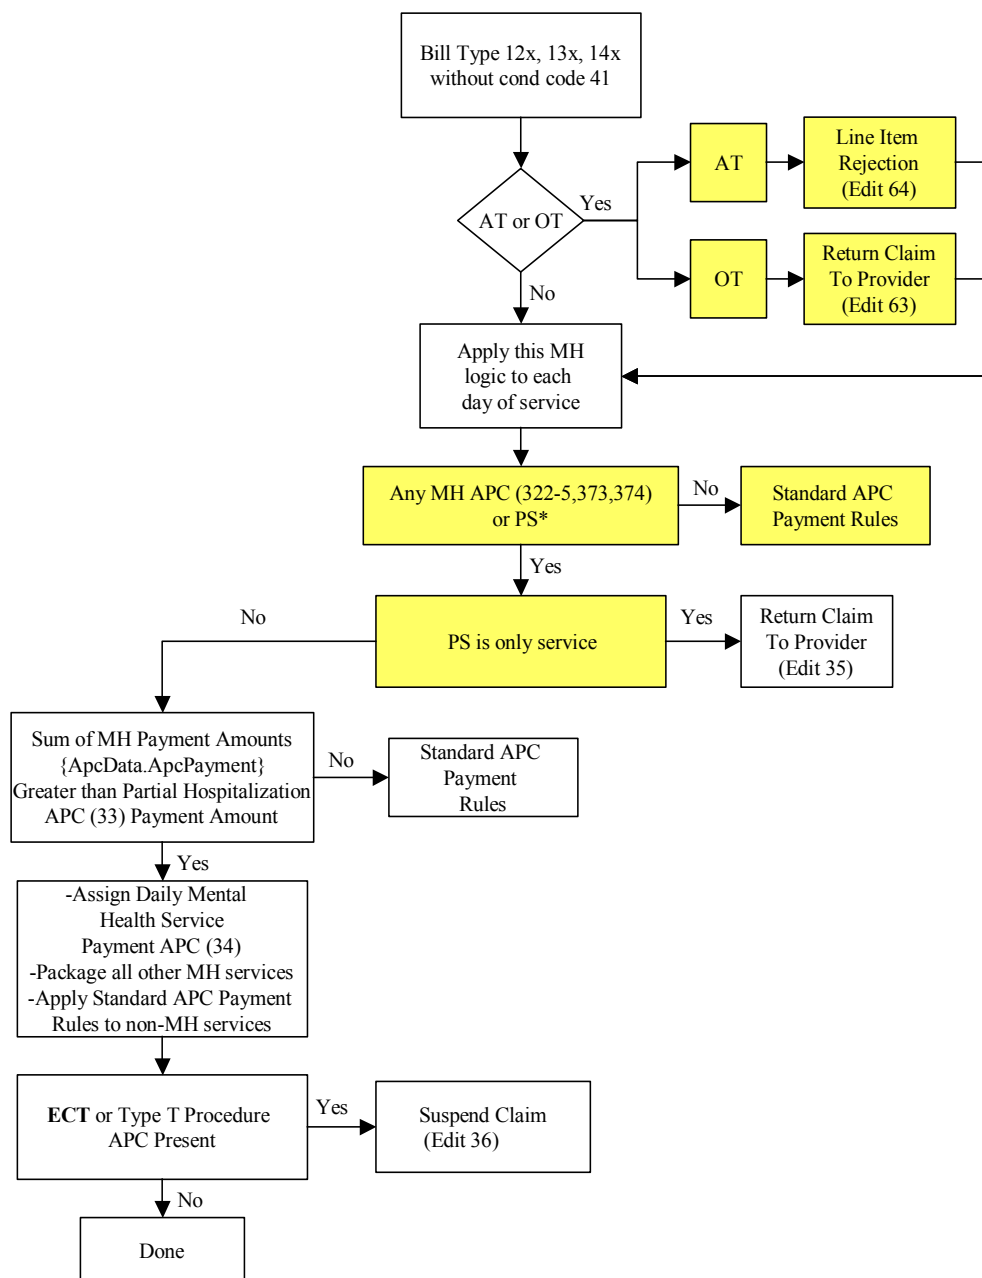 Bill Type 12x, 13x, 14x
without cond code 41
AT or OT
Yes
AT
Line Item
Rejection
(Edit 64)
OT
Return Claim
To Provider
(Edit 63)
No
Apply this MH
logic to each
day of service
Any MH APC (322-5,373,374)
or PS*
No
Standard APC
Payment Rules
Yes
PS is only service
Yes
Return Claim
To Provider
(Edit 35)
No
Sum of MH Payment Amounts
{ApcData.ApcPayment}
Greater than Partial Hospitalization
APC (33) Payment Amount
No
Standard APC
Payment
Rules
Yes
-Assign Daily Mental
Health Service
Payment APC (34)
-Package all other MH services
-Apply Standard APC Payment
Rules to non-MH services
ECT or Type T Procedure
APC Present
Yes
Suspend Claim
(Edit 36)
No
Done